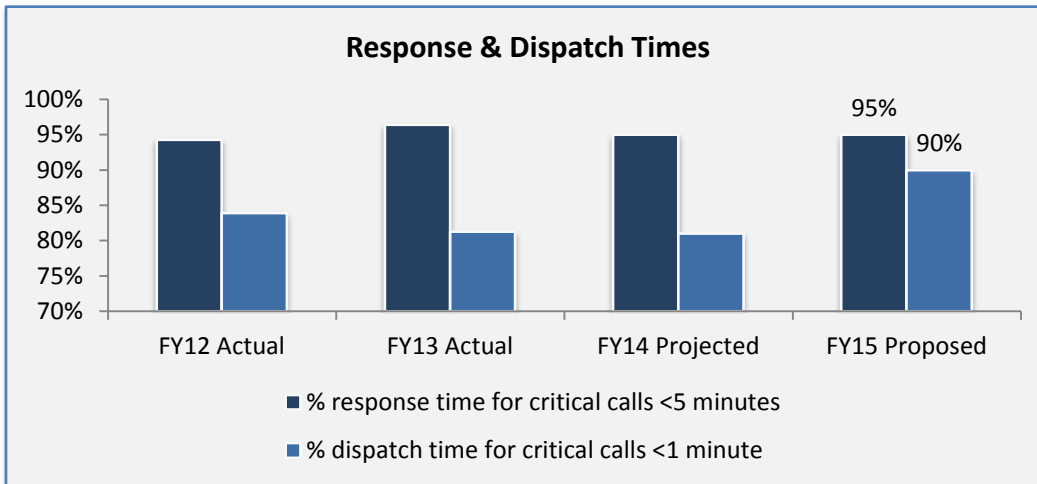 Response & Dispatch Times
100%
95%
90%
85%
80%
75%
70%
95%
90%
FY12 Actual
FY13 Actual
FY14 Projected
FY15 Proposed
% response time for critical calls <5 minutes
% dispatch time for critical calls <1 minute